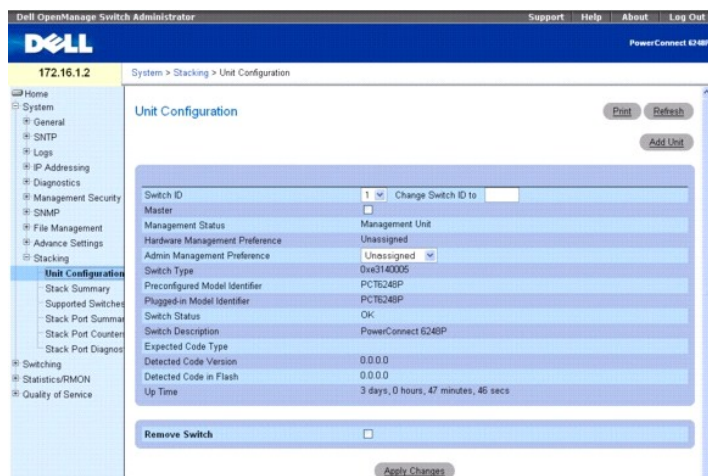 Dell OpenManage Switch Administrator
Support Help About Log Out
DELL
PowerConnect 6248P
172.16.1.2
System > Stacking > Unit Configuration
Home
System
General
SNTP
Logs
IP Addressing
Diagnostics
Management Security
SNMP
File Management
Advance Settings
Stacking
Unit Configuration
Stack Summary
Supported Switches
Stack Port Summar
Stack Port Counter
Stack Port Diagnos
Switching
Statistics/RMON
Quality of Service
Unit Configuration
Print Refresh
Add Unit
Switch ID 1 Change Switch ID to
Master
Management Status Management Unit
Hardware Management Preference Unassigned
Admin Management Preference Unassigned
Switch Type 0xe3140005
Preconfigured Model Identifier PCT6248P
Plugged-in Model Identifier PCT6248P
Switch Status OK
Switch Description PowerConnect 6248P
Expected Code Type
Detected Code Version 0.0.0.0
Detected Code in Flash 0.0.0.0
Up Time 3 days, 0 hours, 47 minutes, 46 secs
Remove Switch
Apply Changes